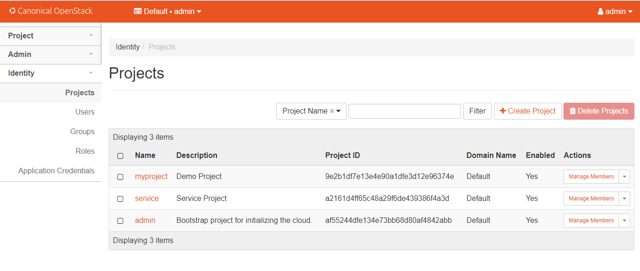 Canonical OpenStack
Default • admin
admin
Project
Admin
Identity
Projects
Users
Groups
Roles
Application Credentials
Identity / Projects
Projects
Project Name =
Filter
+ Create Project
Delete Projects
Displaying 3 items
Name Description Project ID Domain Name Enabled Actions
myproject Demo Project 9e2b1df7e13e4e90a1dfe3d12e96374e Default Yes Manage Members
service Service Project a2161d4ff65c48a29f6de439386f4a3d Default Yes Manage Members
admin Bootstrap project for initializing the cloud. af55244dfe134e73bb68d80af4842abb Default Yes Manage Members
Displaying 3 items